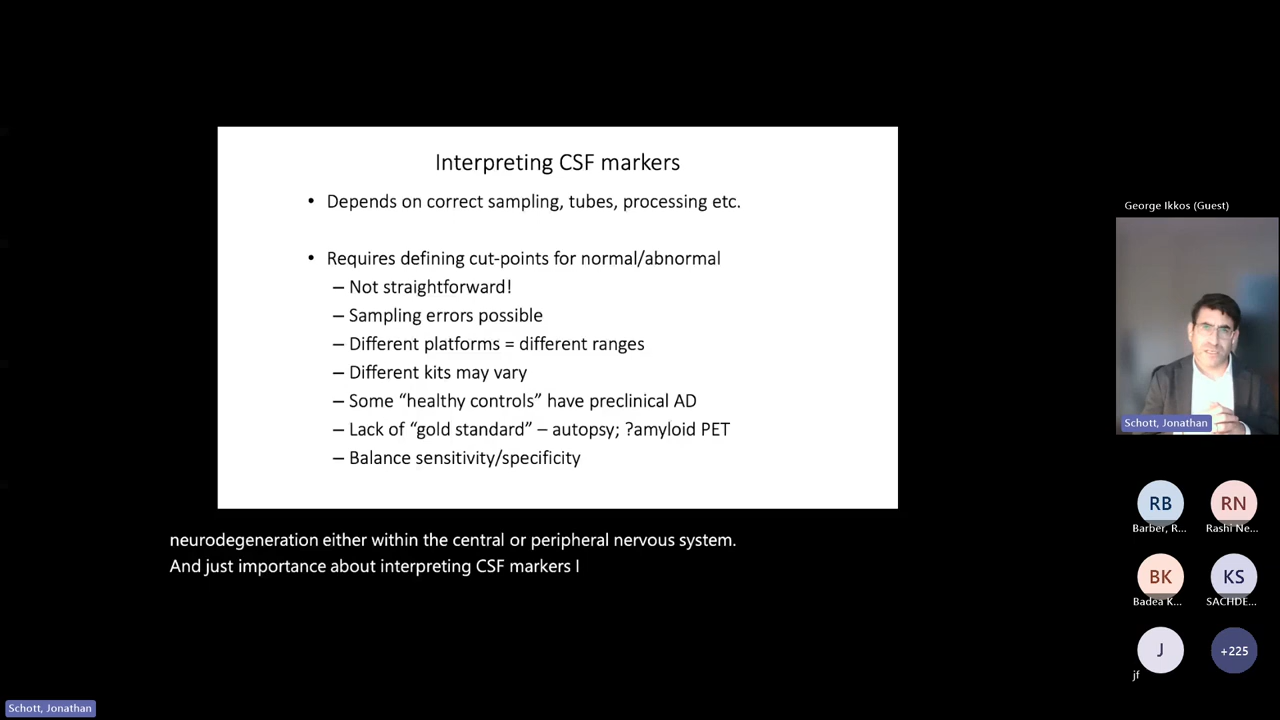 Interpreting CSF markers
• Depends on correct sampling, tubes, processing etc.
• Requires defining cut-points for normal/abnormal
– Not straightforward!
– Sampling errors possible
– Different platforms = different ranges
– Different kits may vary
– Some “healthy controls” have preclinical AD
– Lack of “gold standard” – autopsy; ?amyloid PET
– Balance sensitivity/specificity
neurodegeneration either within the central or peripheral nervous system.
And just importance about interpreting CSF markers I
George Ikkos (Guest)
Schott, Jonathan
RB
Barber, R...
RN
Rashi Ne...
BK
Badea K...
KS
SACHDE...
J
jf
+225
Schott, Jonathan